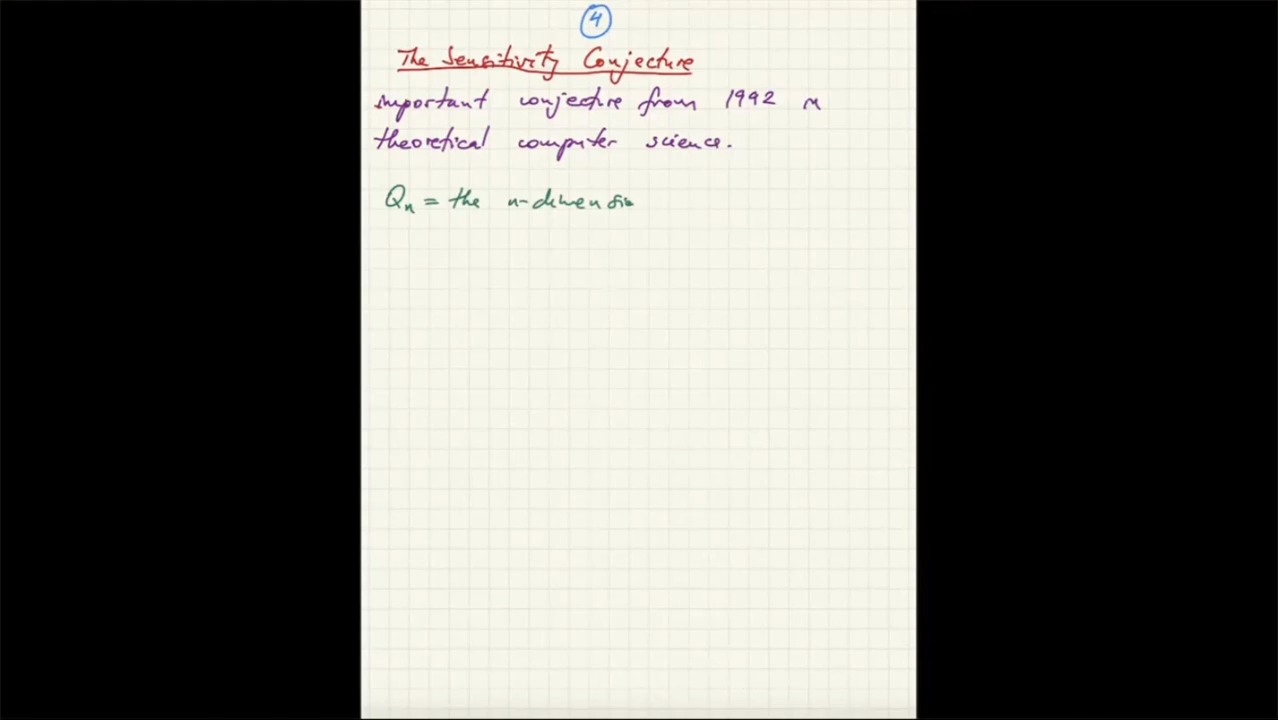 4
The Sensitivity Conjecture
important conjecture from 1992 in
theoretical computer science.
Qn = the n-dimensio